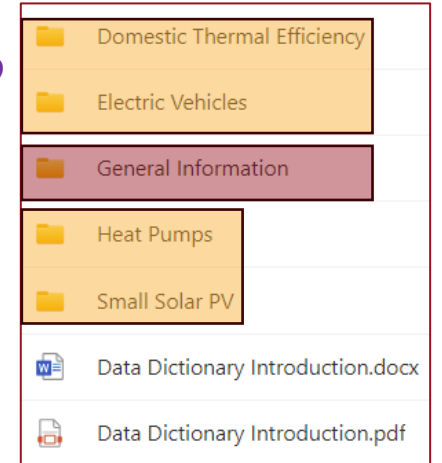 Domestic Thermal Efficiency
Electric Vehicles
General Information
Heat Pumps
Small Solar PV
Data Dictionary Introduction.docx
Data Dictionary Introduction.pdf